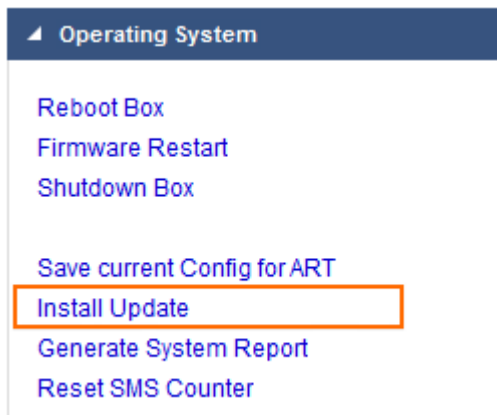 Operating System
Reboot Box
Firmware Restart
Shutdown Box
Save current Config for ART
Install Update
Generate System Report
Reset SMS Counter